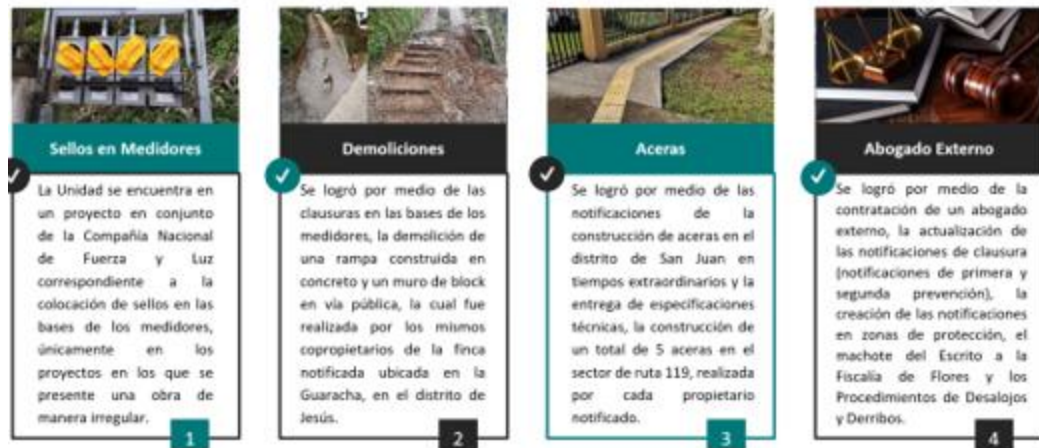 Sellos en Medidores
La Unidad se encuentra en
un proyecto en conjunto
de la Compañía Nacional
de Fuerza y Luz
correspondiente a la
colocación de sellos en las
bases de los medidores,
únicamente en los
proyectos en los que se
presente una obra de
manera irregular.
1
Demoliciones
Se logró por medio de las
clausuras en las bases de los
medidores, la demolición de
una rampa construida en
concreto y un muro de block
en vía pública, la cual fue
realizada por los mismos
copropietarios de la finca
notificada ubicada en la
Guaracha, en el distrito de
Jesús.
2
Aceras
Se logró por medio de las
notificaciones de la
construcción de aceras en el
distrito de San Juan en
tiempos extraordinarios y la
entrega de especificaciones
técnicas, la construcción de
un total de 5 aceras en el
sector de ruta 119, realizada
por cada propietario
notificado.
3
Abogado Externo
Se logró por medio de la
contratación de un abogado
externo, la actualización de
las notificaciones de clausura
(notificaciones de primera y
segunda prevención), la
creación de las notificaciones
en zonas de protección, el
machote del Escrito a la
Fiscalía de Flores y los
Procedimientos de Desalojos
y Derribos.
4